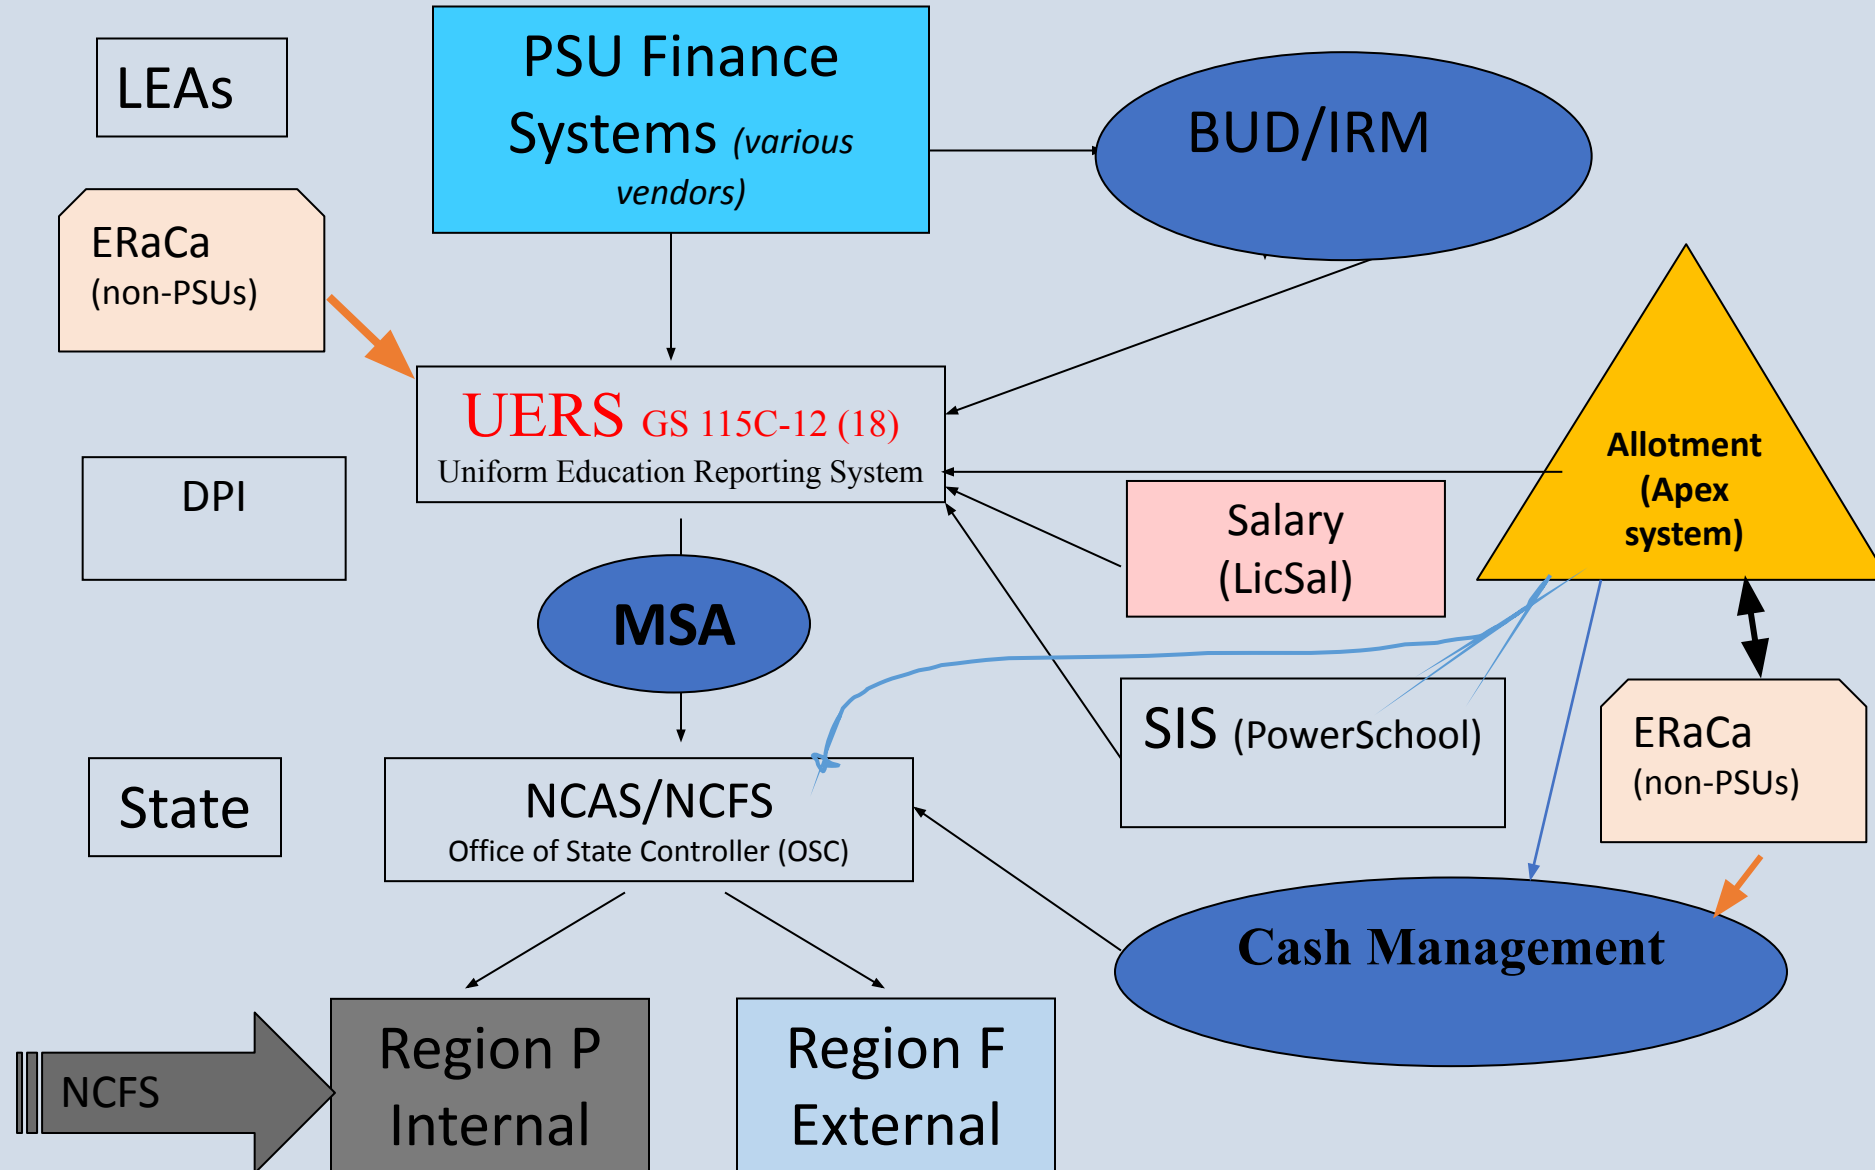 LEAs
PSU Finance
Systems (various
vendors)
BUD/IRM
ERaCa
(non-PSUs)
UERS GS 115C-12 (18)
Uniform Education Reporting System
Allotment
(Apex
system)
DPI
Salary
(LicSal)
MSA
SIS (PowerSchool)
ERaCa
(non-PSUs)
State
NCAS/NCFS
Office of State Controller (OSC)
Cash Management
NCFS
Region P
Internal
Region F
External